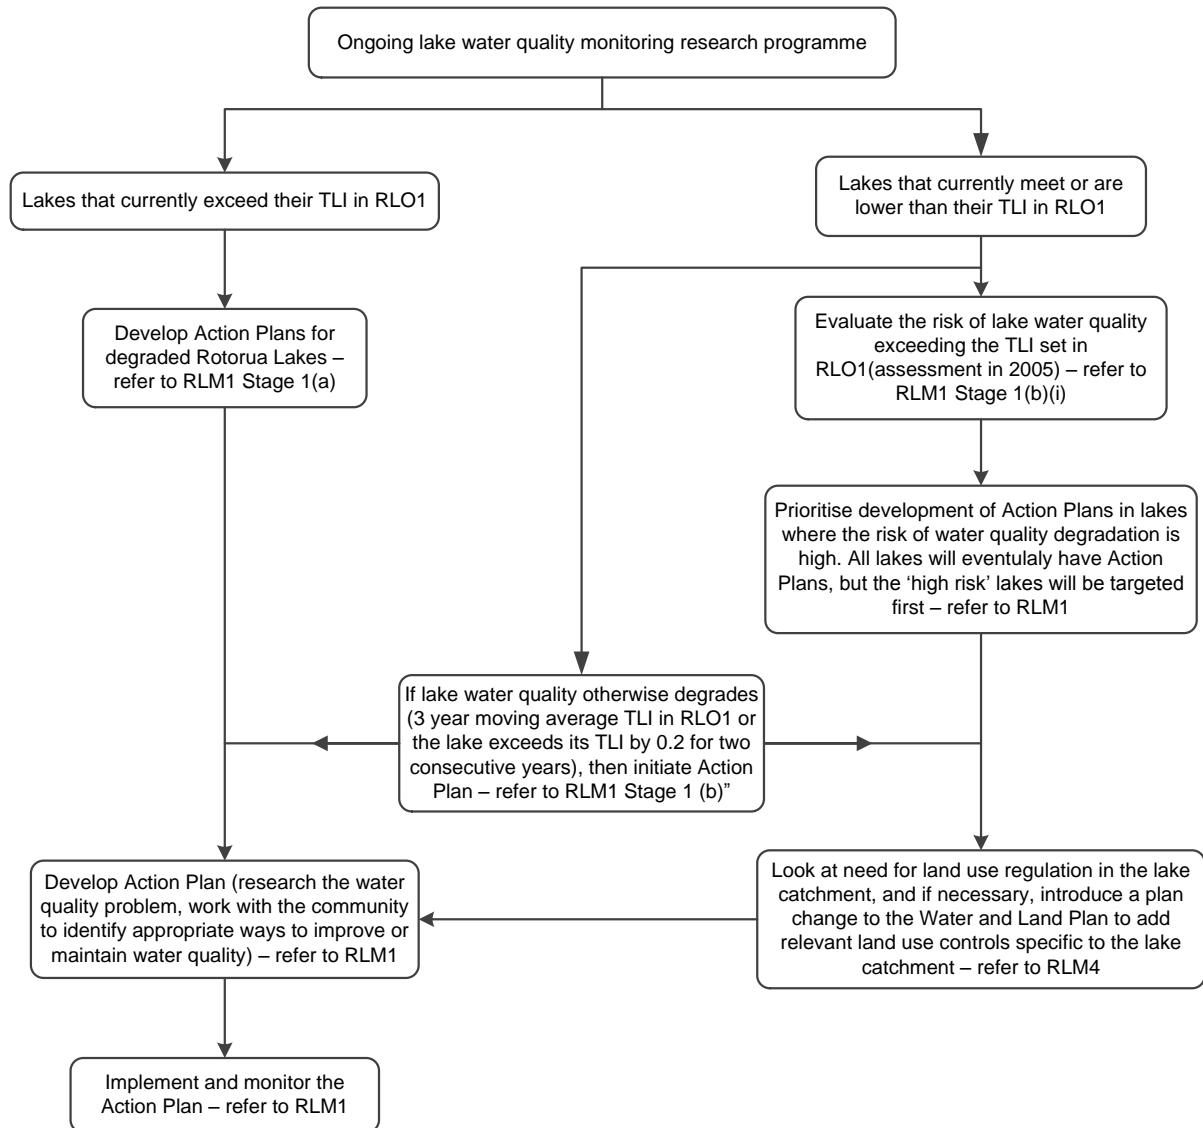 Ongoing lake water quality monitoring research programme
Lakes that currently exceed their TLI in RLO1
Lakes that currently meet or are
lower than their TLI in RLO1
Develop Action Plans for
degraded Rotorua Lakes –
refer to RLM1 Stage 1(a)
Evaluate the risk of lake water quality
exceeding the TLI set in
RLO1(assessment in 2005) – refer to
RLM1 Stage 1(b)(i)
Prioritise development of Action Plans in lakes
where the risk of water quality degradation is
high. All lakes will eventulaly have Action
Plans, but the ‘high risk’ lakes will be targeted
first – refer to RLM1
If lake water quality otherwise degrades
(3 year moving average TLI in RLO1 or
the lake exceeds its TLI by 0.2 for two
consecutive years), then initiate Action
Plan – refer to RLM1 Stage 1 (b)”
Develop Action Plan (research the water
quality problem, work with the community
to identify appropriate ways to improve or
maintain water quality) – refer to RLM1
Look at need for land use regulation in the lake
catchment, and if necessary, introduce a plan
change to the Water and Land Plan to add
relevant land use controls specific to the lake
catchment – refer to RLM4
Implement and monitor the
Action Plan – refer to RLM1